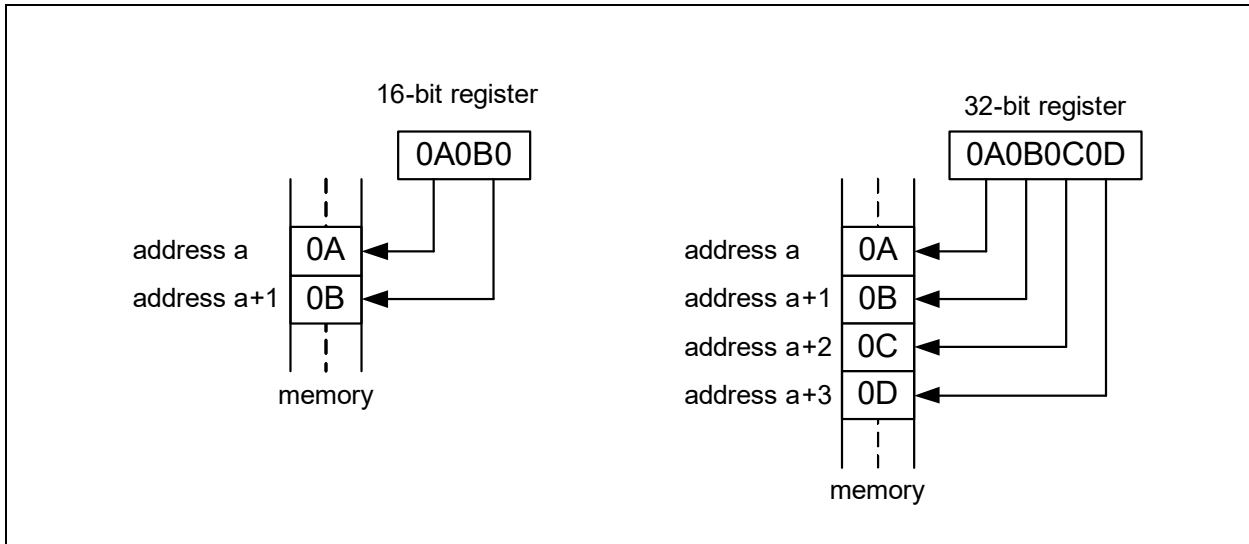 16-bit register
0A0B0
address a
0A
address a+1
0B
memory
32-bit register
0A0B0C0D
address a
0A
address a+1
0B
address a+2
0C
address a+3
0D
memory